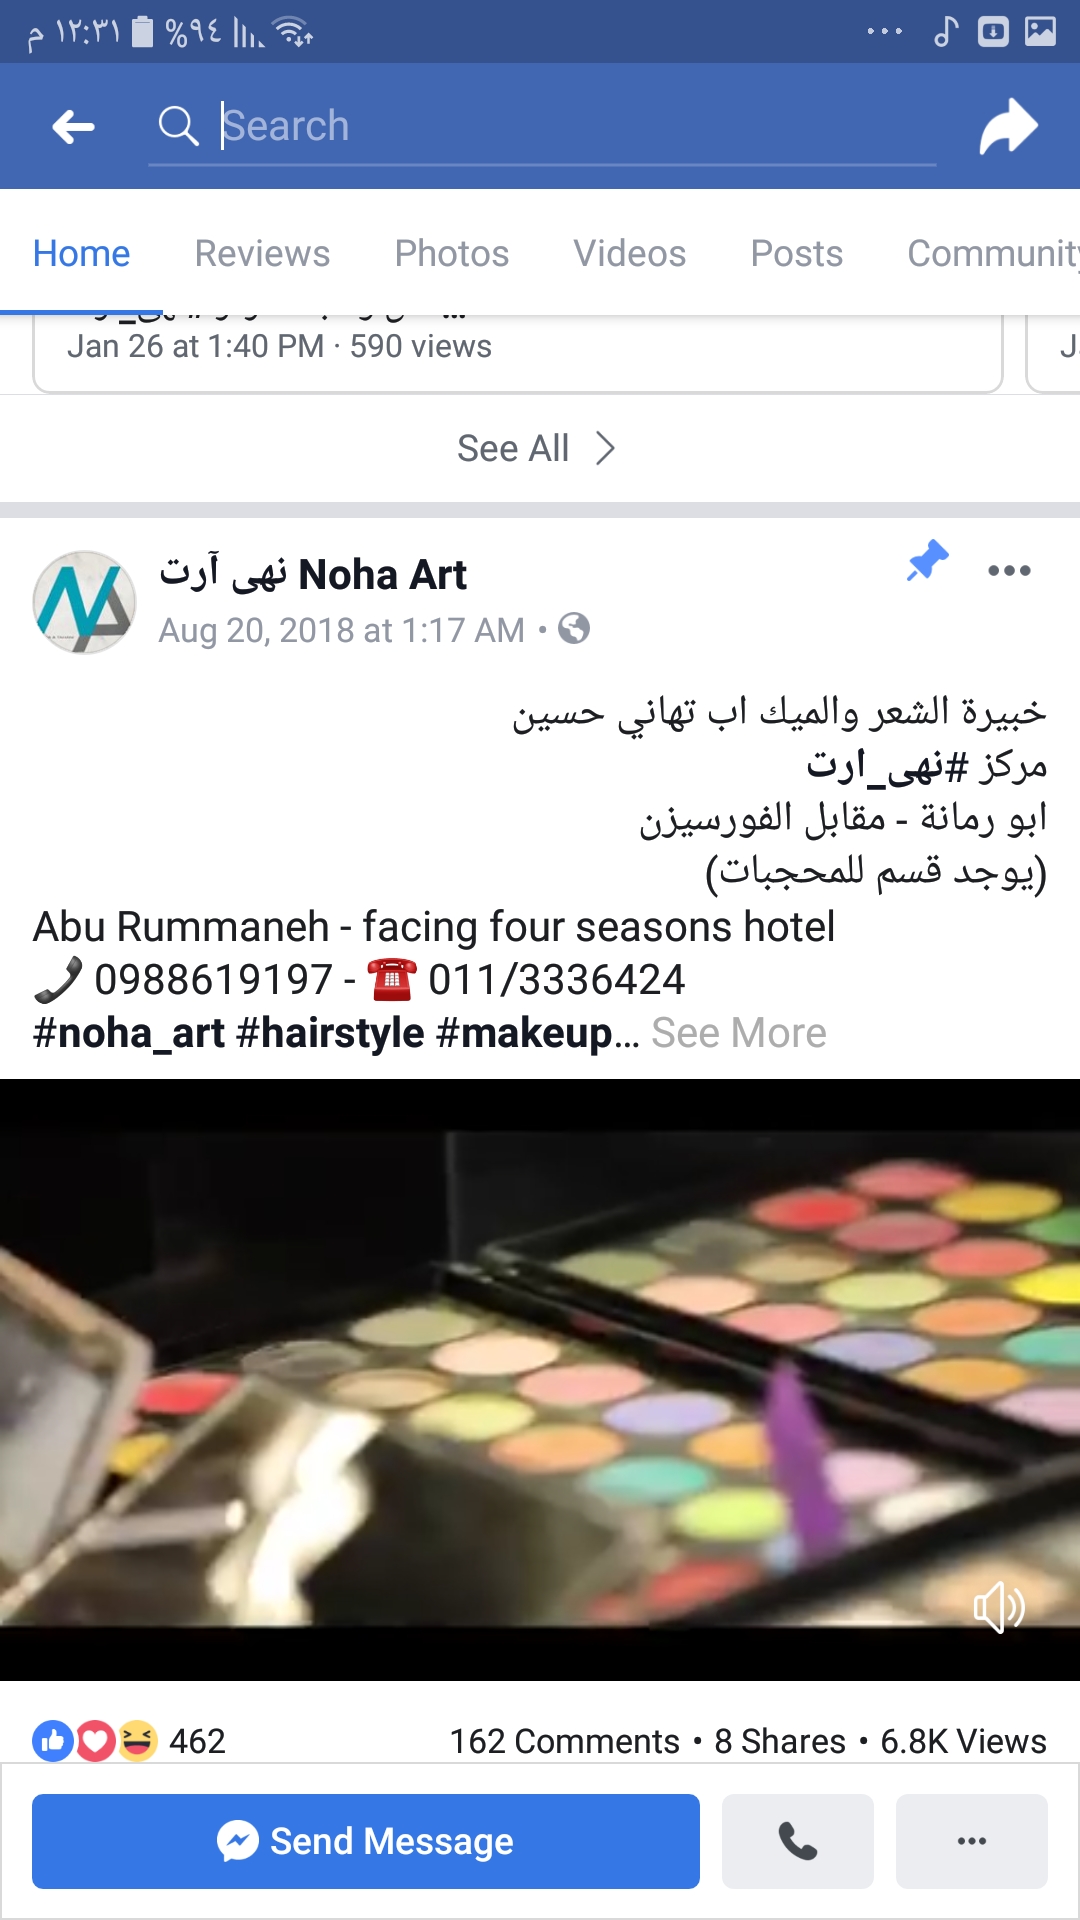 م ١٢:٣١ %٩٤
Search
Home Reviews Photos Videos Posts Community
Jan 26 at 1:40 PM · 590 views
See All
نهى آرت Noha Art
Aug 20, 2018 at 1:17 AM •
خبيرة الشعر والميك اب تهاني حسين
مركز #نهى_ارت
ابو رمانة - مقابل الفورسيزن
(يوجد قسم للمحجبات)
Abu Rummaneh - facing four seasons hotel
📞 0988619197 - ☎️ 011/3336424
#noha_art #hairstyle #makeup... See More
462 162 Comments • 8 Shares • 6.8K Views
Send Message